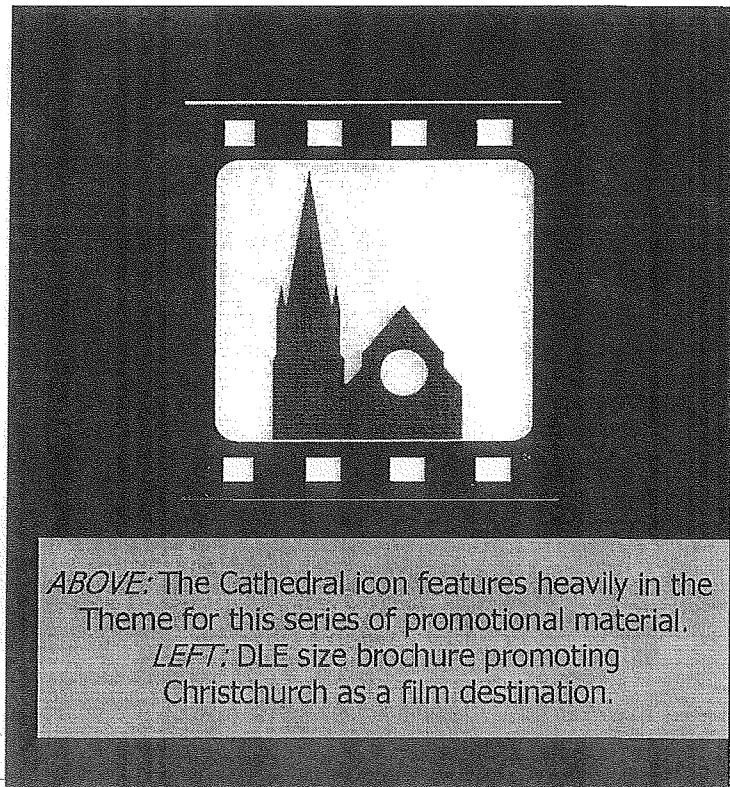 ABOVE: The Cathedral icon features heavily in the
Theme for this series of promotional material.
LEFT: DLE size brochure promoting
Christchurch as a film destination.